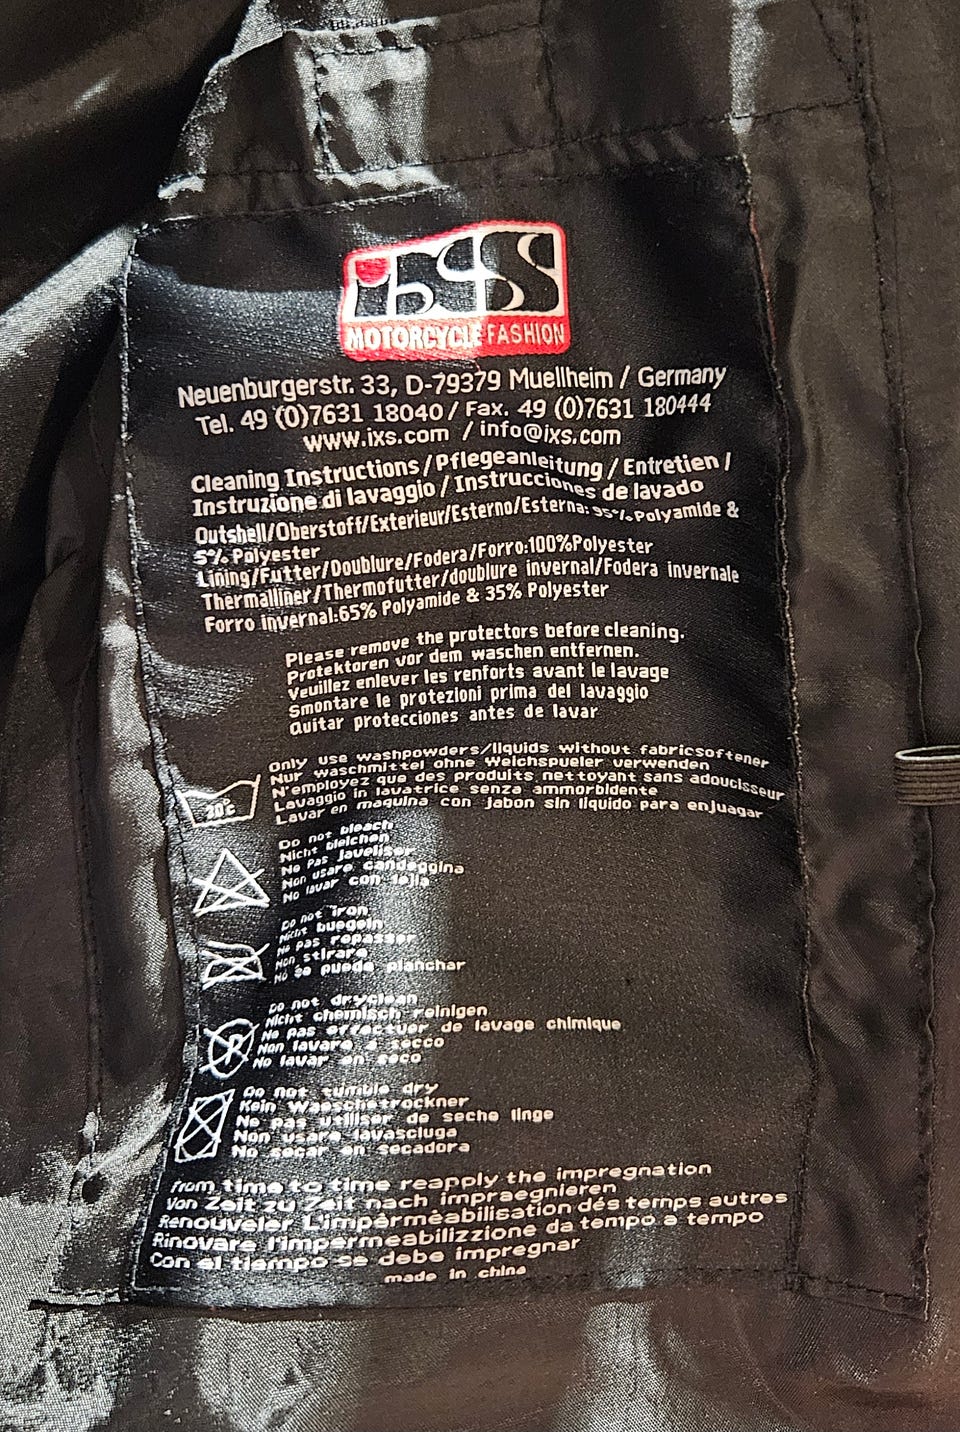 iXS
MOTORCYCLE FASHION
Neuenburgerstr. 33, D-79379 Muellheim / Germany
Tel. 49 (0)7631 18040 / Fax. 49 (0)7631 180444
www.ixs.com / info@ixs.com
Cleaning Instructions / Pflegeanleitung / Entretien /
Instruzione di lavaggio / Instrucciones de lavado
Outshell/Oberstoff/Exterieur/Esterno/Esterna: 95% Polyamide &
5% Polyester
Lining/Futter/Doublure/Fodera/Forro:100%Polyester
Thermalliner/Thermofutter/doublure invernal/Fodera invernale
Forro invernal:65% Polyamide & 35% Polyester
Please remove the protectors before cleaning.
Protektoren vor dem waschen entfernen.
Veuillez enlever les renforts avant le lavage
Smontare le protezioni prima del lavaggio
Quitar protecciones antes de lavar
Only use washpowders/liquids without fabricsoftener
Nur waschmittel ohne Weichspueler verwenden
N'employez que des produits nettoyant sans adoucisseur
Lavaggio in lavatrice senza ammorbidente
Lavar en maquina con jabon sin liquido para enjuagar
30°c
Do not bleach
Nicht bleichen
Ne Pas Javeliser
Non usare candeggina
No lavar con lejia
Do not iron
Nicht buegeln
Ne pas repasser
Non stirare
No se puede planchar
Do not dryclean
Nicht chemisch reinigen
Ne pas effectuer de lavage chimique
Non lavare a secco
No lavar en seco
P
Do not tumble dry
Kein Waeschetrockner
Ne pas utiliser de seche linge
Non usare lavasciuga
No secar en secadora
from time to time reapply the impregnation
Von Zeit zu Zeit nach impraegnieren
Renouveler L'imperméabilisation dés temps autres
Rinovare l'impermeabilizzione da tempo a tempo
Con el tiempo se debe impregnar
made in china